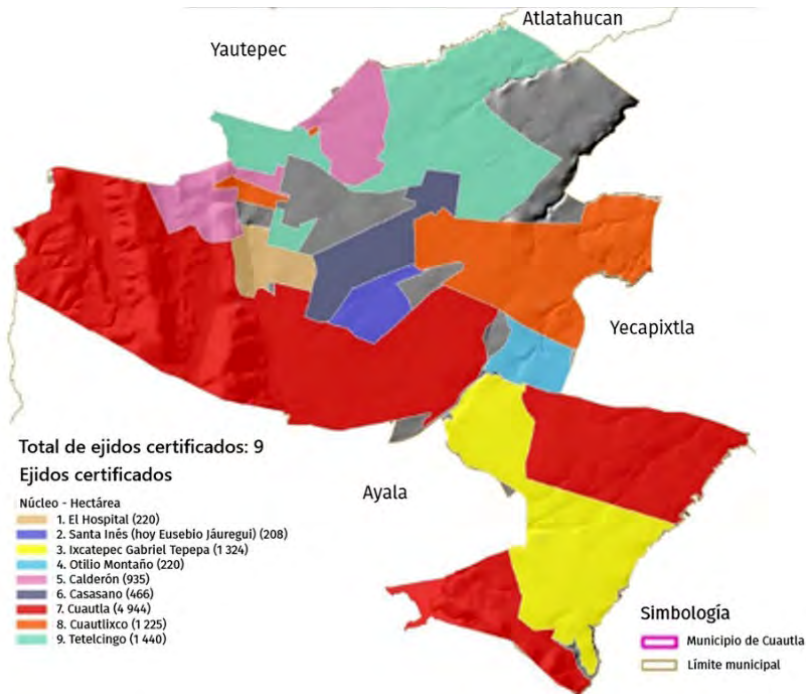 Atlatahucan
Yautepec
Yecapixtla
Ayala
Total de ejidos certificados: 9
Ejidos certificados
Núcleo - Hectárea
1. El Hospital (220)
2. Santa Inés (hoy Eusebio Jáuregui) (208)
3. Ixcatepec Gabriel Tepepa (1 324)
4. Otilio Montaño (220)
5. Calderón (935)
6. Casasano (466)
7. Cuautla (4 944)
8. Cuautlixco (1 225)
9. Tetelcingo (1 440)
Simbología
Municipio de Cuautla
Límite municipal